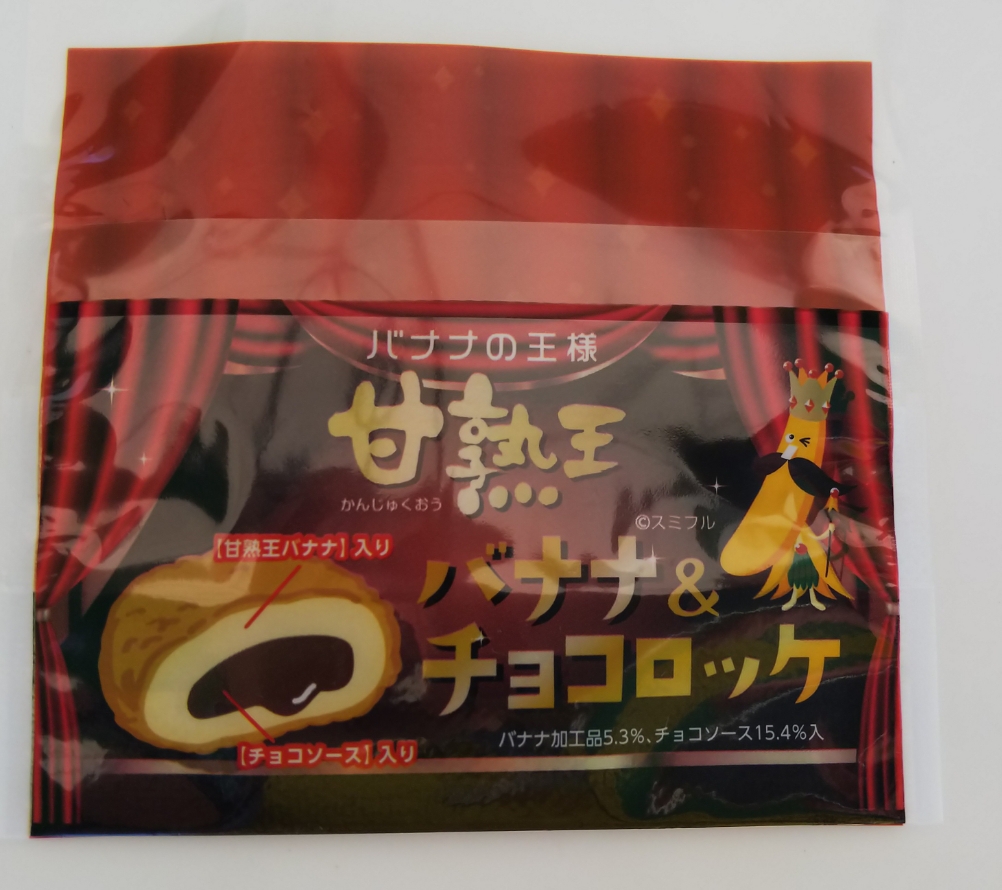 バナナの王様
甘熟王
かんじゅくおう
©スミフル
【甘熟王バナナ】入り
バナナ&
チョコロッケ
バナナ加工品5.3%、チョコソース15.4%入
【チョコソース】入り